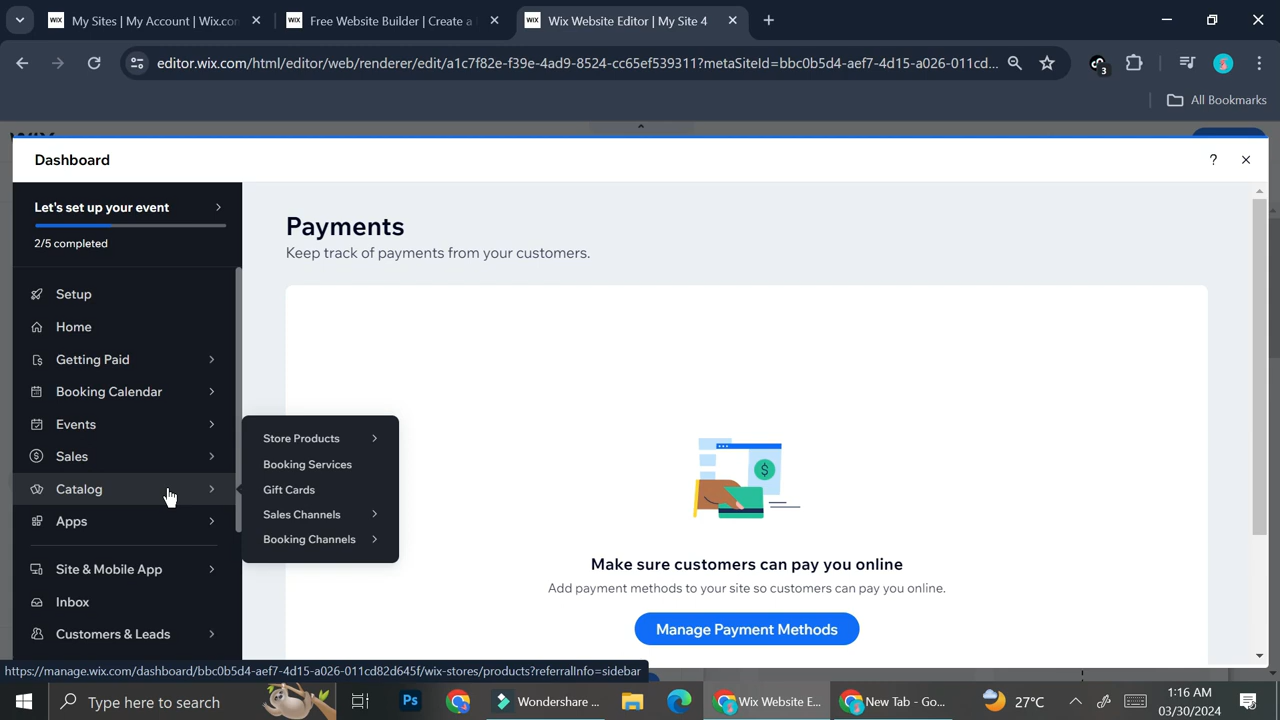 WIX My Sites | My Account | Wix.con
WIX Free Website Builder | Create a
WIX Wix Website Editor | My Site 4
editor.wix.com/html/editor/web/renderer/edit/a1c7f82e-f39e-4ad9-8524-cc65ef539311?metaSiteId=bbc0b5d4-aef7-4d15-a026-011cd...
3
All Bookmarks
Dashboard
?
Let's set up your event
2/5 completed
Setup
Home
Getting Paid
Booking Calendar
Events
Sales
Catalog
Apps
Site & Mobile App
Inbox
Customers & Leads
Store Products
Booking Services
Gift Cards
Sales Channels
Booking Channels
Payments
Keep track of payments from your customers.
Make sure customers can pay you online
Add payment methods to your site so customers can pay you online.
Manage Payment Methods
https://manage.wix.com/dashboard/bbc0b5d4-aef7-4d15-a026-011cd82d645f/wix-stores/products?referralInfo=sidebar
Type here to search
Ps
Wondershare ...
Wix Website E...
New Tab - Go...
27°C
1:16 AM
03/30/2024